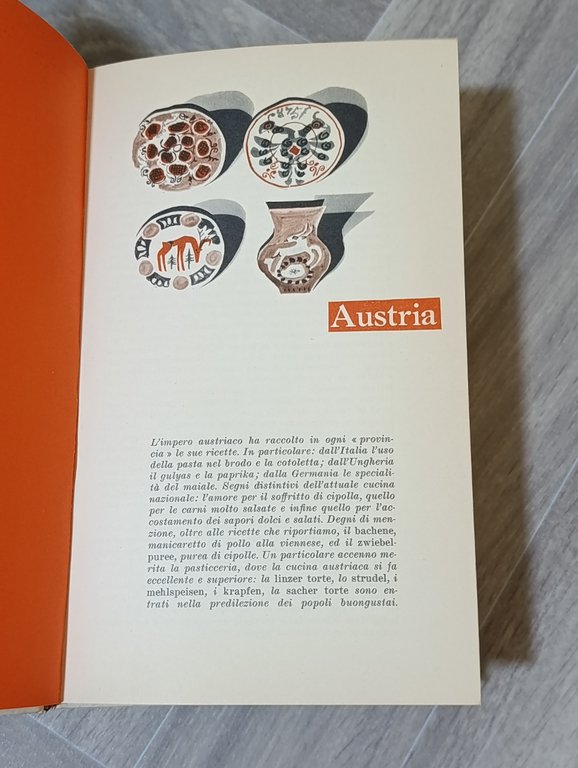 Austria
L'impero austriaco ha raccolto in ogni « provin-
cia » le sue ricette. In particolare: dall'Italia l'uso
della pasta nel brodo e la cotoletta; dall'Ungheria
il gulyas e la paprika; dalla Germania le speciali-
tà del maiale. Segni distintivi dell'attuale cucina
nazionale: l'amore per il soffritto di cipolla, quello
per le carni molto salsate e infine quello per l'ac-
costamento dei sapori dolci e salati. Degni di men-
zione, oltre alle ricette che riportiamo, il bachene,
manicaretto di pollo alla viennese, ed il zwiebel-
puree, purea di cipolle. Un particolare accenno me-
rita la pasticceria, dove la cucina austriaca si fa
eccellente e superiore: la linzer torte, lo strudel, i
mehlspeisen, i krapfen, la sacher torte sono en-
trati nella predilezione dei popoli buongustai.